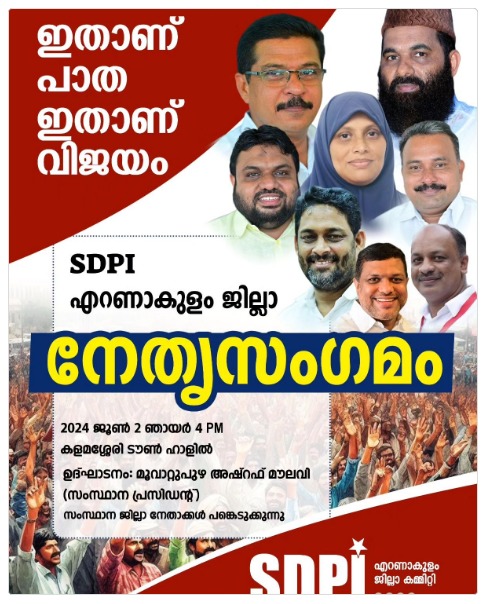 ഇതാണ്
പാത
ഇതാണ്
വിജയം
SDPI
എറണാകുളം ജില്ലാ
നേതൃസംഗമം
2024 ജൂൺ 2 ഞായർ 4 PM
കളമശ്ശേരി ടൗൺ ഹാളിൽ
ഉദ്ഘാടനം: മൂവാറ്റുപുഴ അഷ്റഫ് മൗലവി
(സംസ്ഥാന പ്രസിഡന്റ്)
സംസ്ഥാന ജില്ലാ നേതാക്കൾ പങ്കെടുക്കുന്നു
SDPI
എറണാകുളം
ജില്ലാ കമ്മിറ്റി